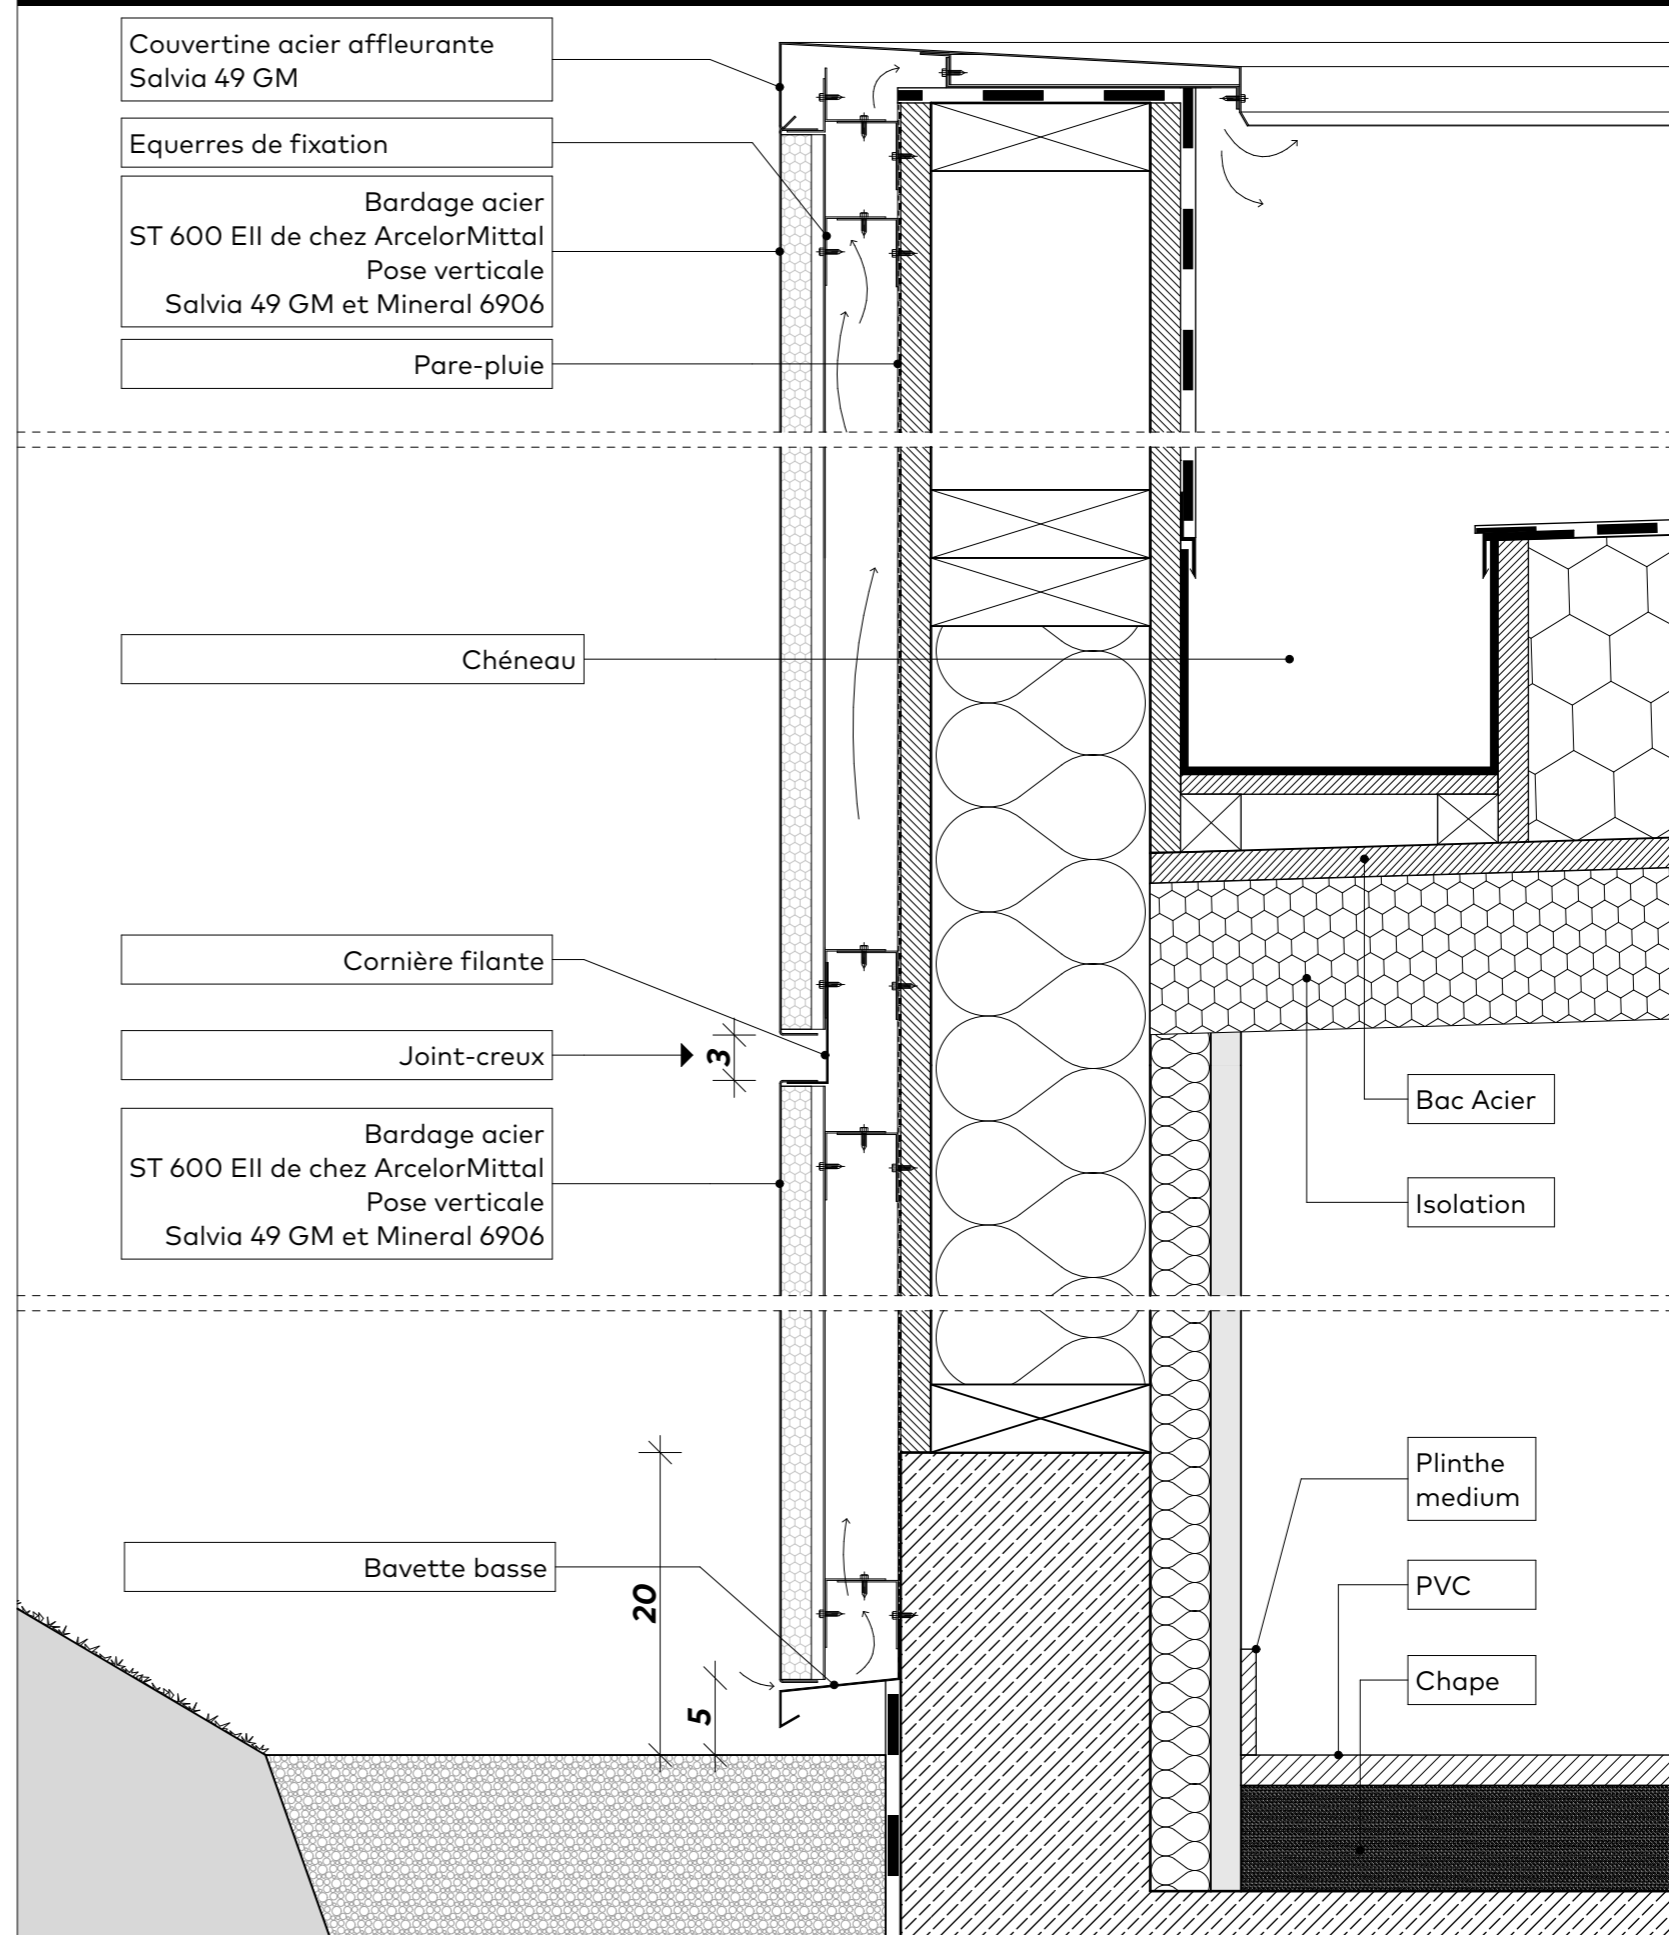 Couvertine acier affleurante
Salvia 49 GM
Equerres de fixation
Bardage acier
ST 600 EII de chez ArcelorMittal
Pose verticale
Salvia 49 GM et Mineral 6906
Pare-pluie
Chéneau
Cornière filante
Joint-creux
3
Bardage acier
ST 600 EII de chez ArcelorMittal
Pose verticale
Salvia 49 GM et Mineral 6906
Bac Acier
Isolation
Plinthe
medium
Bavette basse
20
PVC
5
Chape